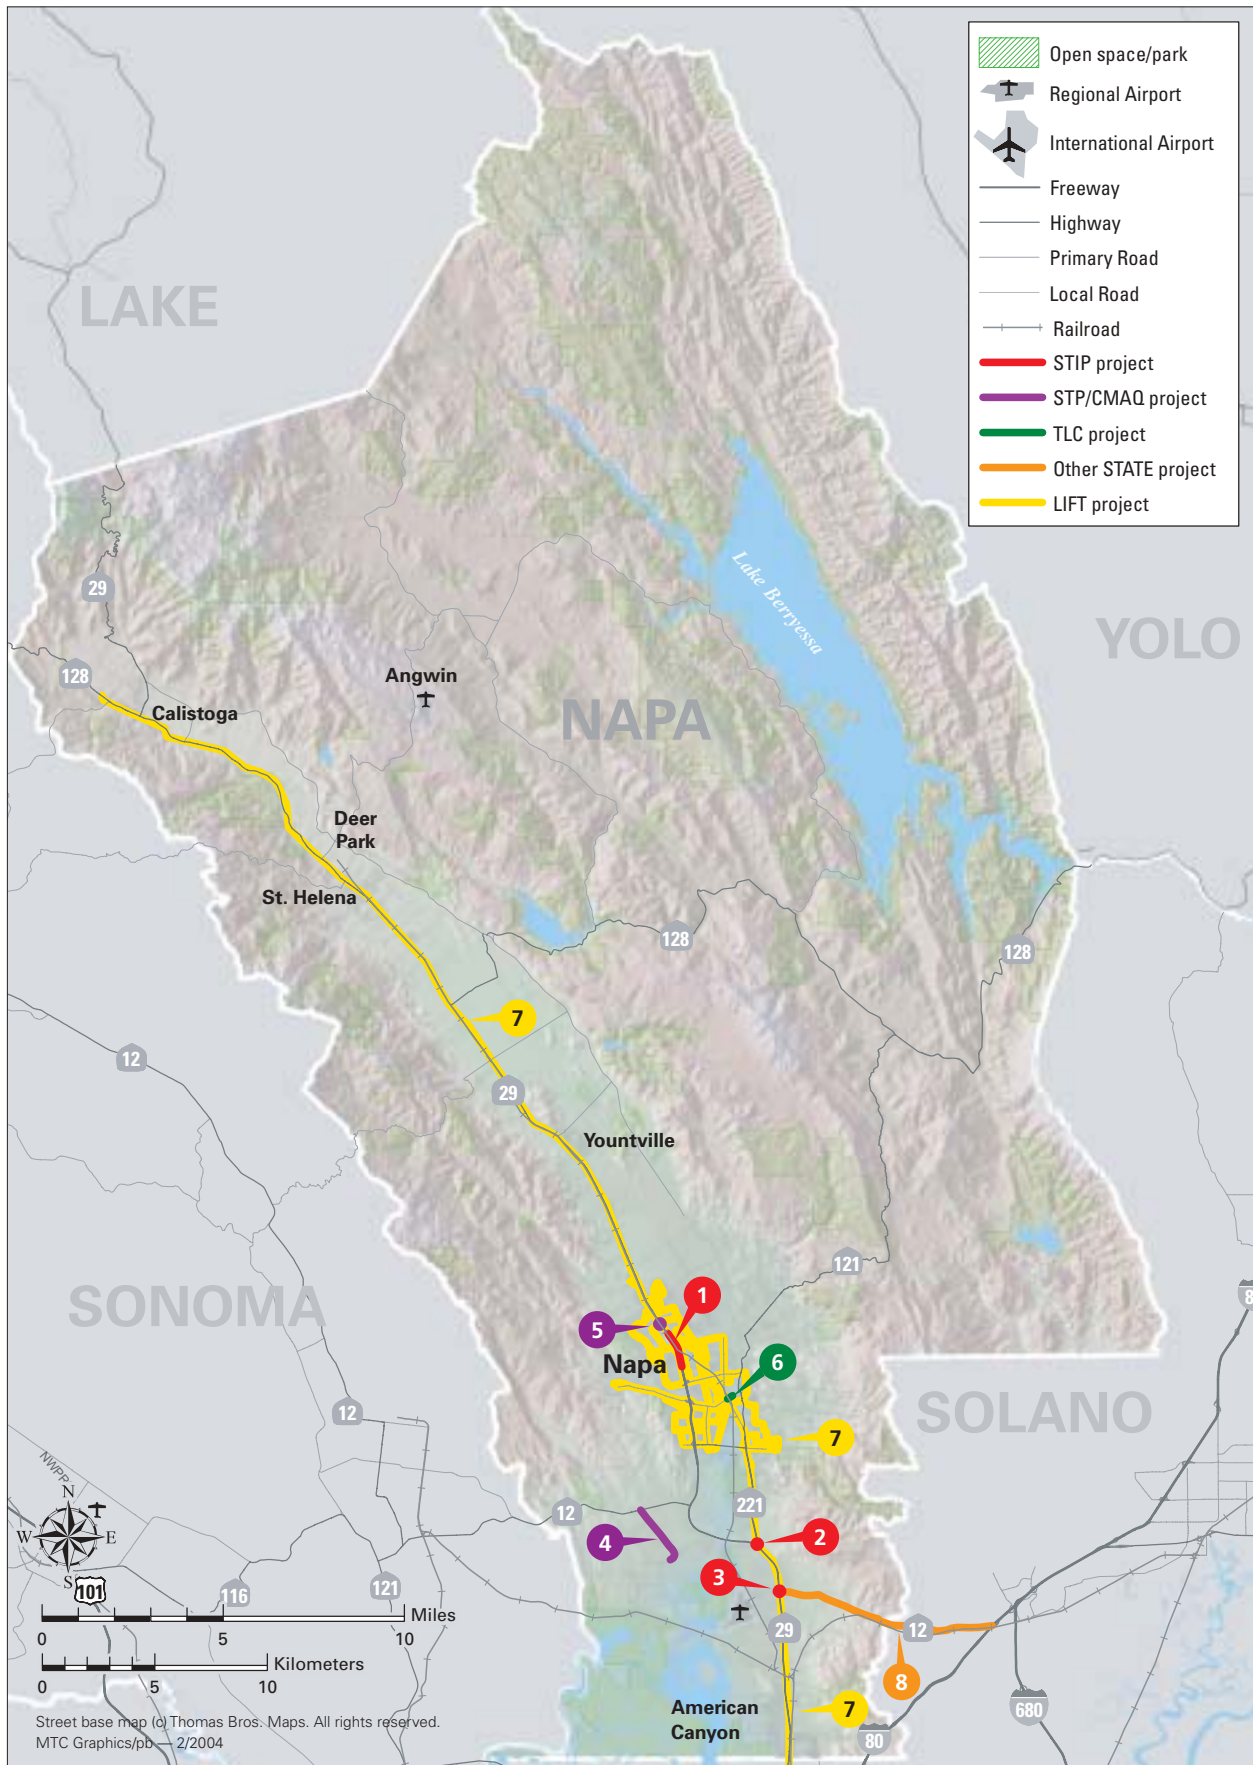 Open space/park
Regional Airport
International Airport
Freeway
Highway
Primary Road
Local Road
Railroad
STIP project
STP/CMAQ project
TLC project
Other STATE project
LIFT project
LAKE
YOLO
NAPA
SONOMA
SOLANO
Lake Berryessa
29
128
Calistoga
Angwin
Deer
Park
St. Helena
128
128
7
12
29
Yountville
121
1
5
Napa
6
7
12
221
12
2
4
3
NWPRR
N
W
E
S
101
116
121
29
12
8
680
80
8
7
American
Canyon
Miles
0
5
10
Kilometers
0
5
10
Street base map (c) Thomas Bros. Maps. All rights reserved.
MTC Graphics/pb — 2/2004